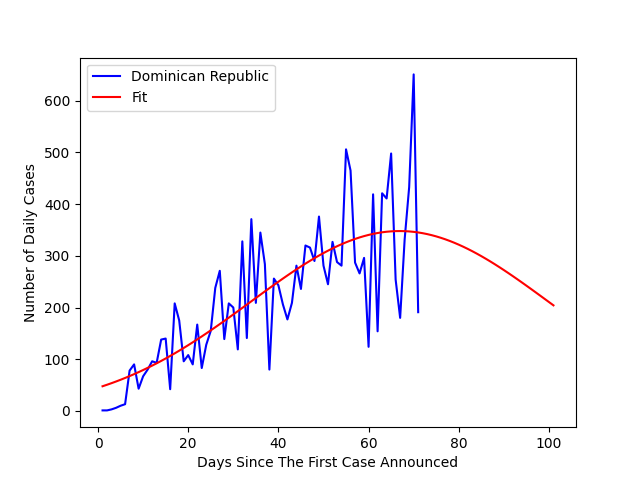 Dominican Republic
Fit
600
500
400
300
200
100
0
Number of Daily Cases
0 20 40 60 80 100
Days Since The First Case Announced